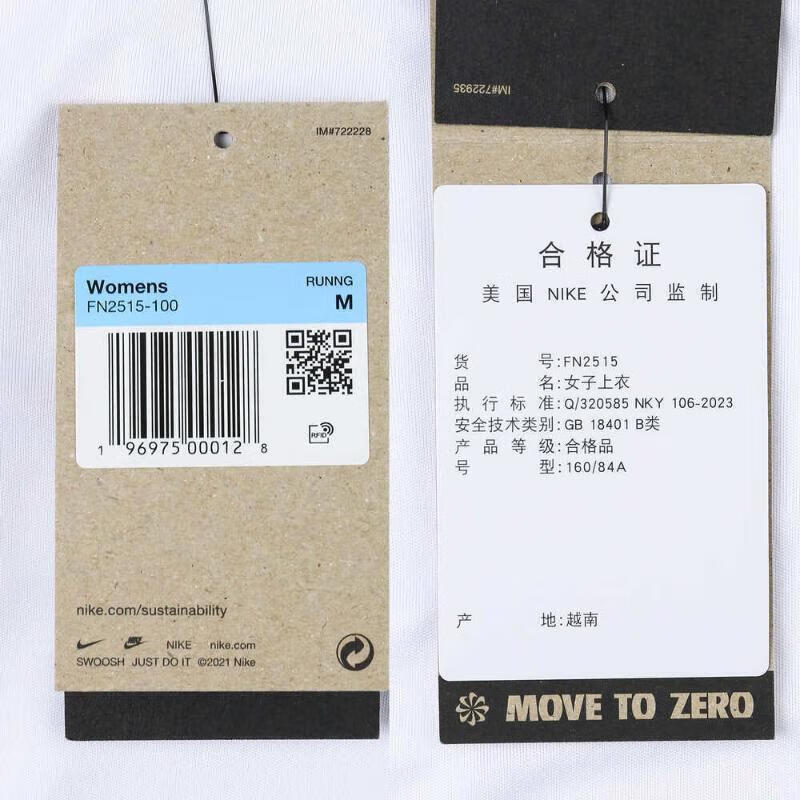 IM#722228
Womens
RUNNG
FN2515-100
M
RFID
1 96975 00012 8
nike.com/sustainability
NIKE nike.com
SWOOSH JUST DO IT ©2021 Nike
IM#722935
合格证
美国 NIKE 公司监制
货 号:FN2515
品 名:女子上衣
执行标准:Q/320585 NKY 106-2023
安全技术类别:GB 18401 B类
产品等级:合格品
号 型:160/84A
产 地:越南
MOVE TO ZERO